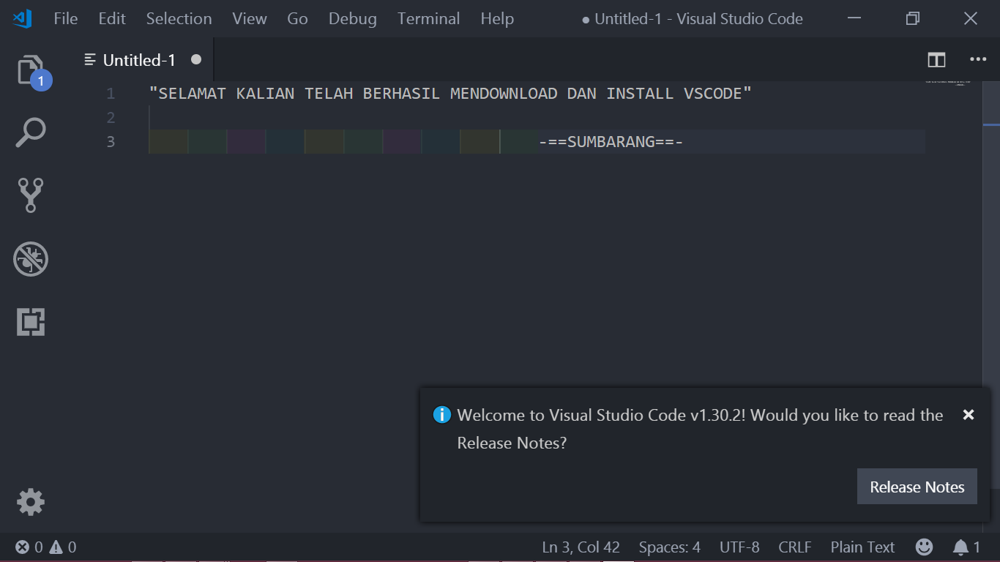 File Edit Selection View Go Debug Terminal Help ● Untitled-1 - Visual Studio Code
Untitled-1
1
1 "SELAMAT KALIAN TELAH BERHASIL MENDOWNLOAD DAN INSTALL VSCODE"
2
3 -==SUMBARANG==-
Welcome to Visual Studio Code v1.30.2! Would you like to read the
Release Notes?
Release Notes
0 0 Ln 3, Col 42 Spaces: 4 UTF-8 CRLF Plain Text 1